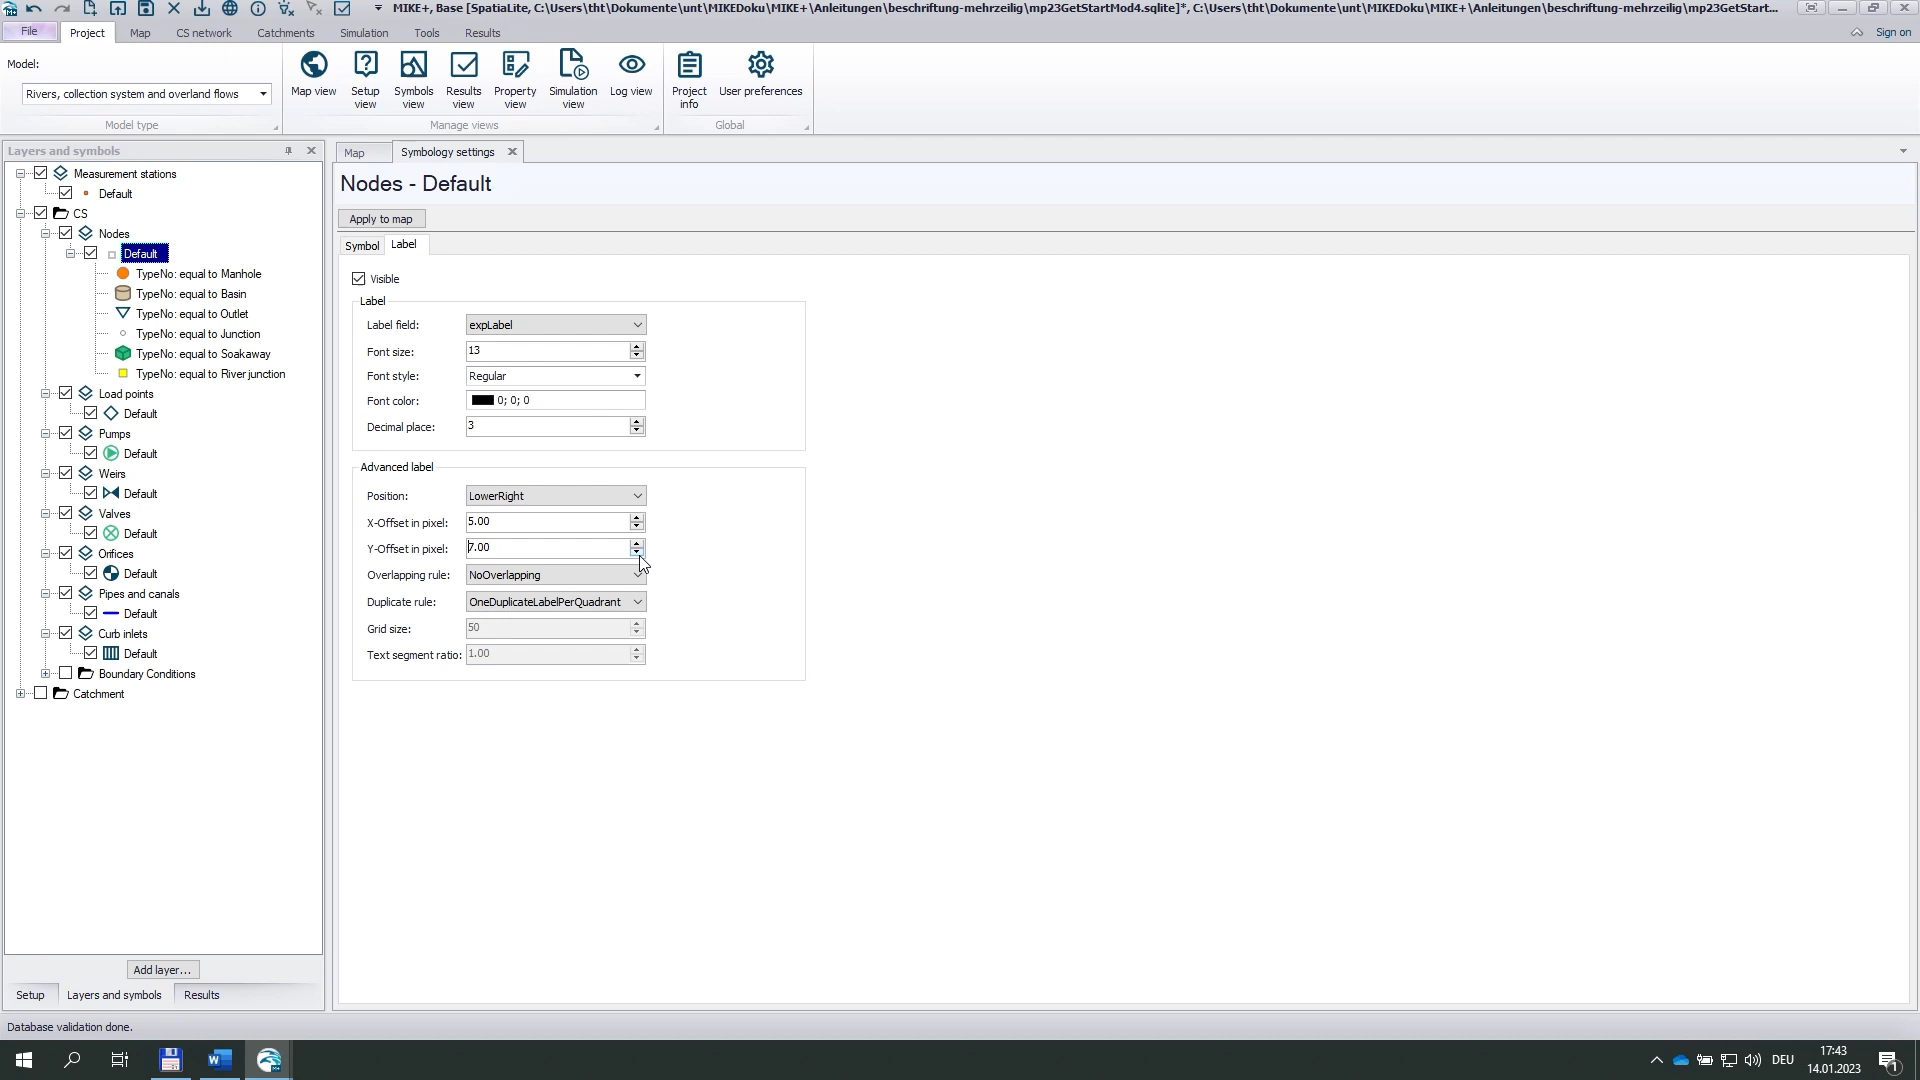 MIKE+, Base [SpatiaLite, C:\Users\tht\Dokumente\unt\MIKEDoku\MIKE+\Anleitungen\beschriftung-mehrzeilig\mp23GetStartMod4.sqlite]*, C:\Users\tht\Dokumente\unt\MIKEDoku\MIKE+\Anleitungen\beschriftung-mehrzeilig\mp23GetStart...
File Project Map CS network Catchments Simulation Tools Results Sign on
Model:
Rivers, collection system and overland flows
Model type
Map view
Setup view
Symbols view
Results view
Property view
Simulation view
Log view
Manage views
Project info
User preferences
Global
Layers and symbols
Measurement stations
Default
CS
Nodes
Default
TypeNo: equal to Manhole
TypeNo: equal to Basin
TypeNo: equal to Outlet
TypeNo: equal to Junction
TypeNo: equal to Soakaway
TypeNo: equal to River junction
Load points
Default
Pumps
Default
Weirs
Default
Valves
Default
Orifices
Default
Pipes and canals
Default
Curb inlets
Default
Boundary Conditions
Catchment
Add layer...
Setup Layers and symbols Results
Map Symbology settings
Nodes - Default
Apply to map
Symbol Label
Visible
Label
Label field: expLabel
Font size: 13
Font style: Regular
Font color: 0; 0; 0
Decimal place: 3
Advanced label
Position: LowerRight
X-Offset in pixel: 5.00
Y-Offset in pixel: 7.00
Overlapping rule: NoOverlapping
Duplicate rule: OneDuplicateLabelPerQuadrant
Grid size: 50
Text segment ratio: 1.00
Database validation done.
DEU
17:43
14.01.2023
1